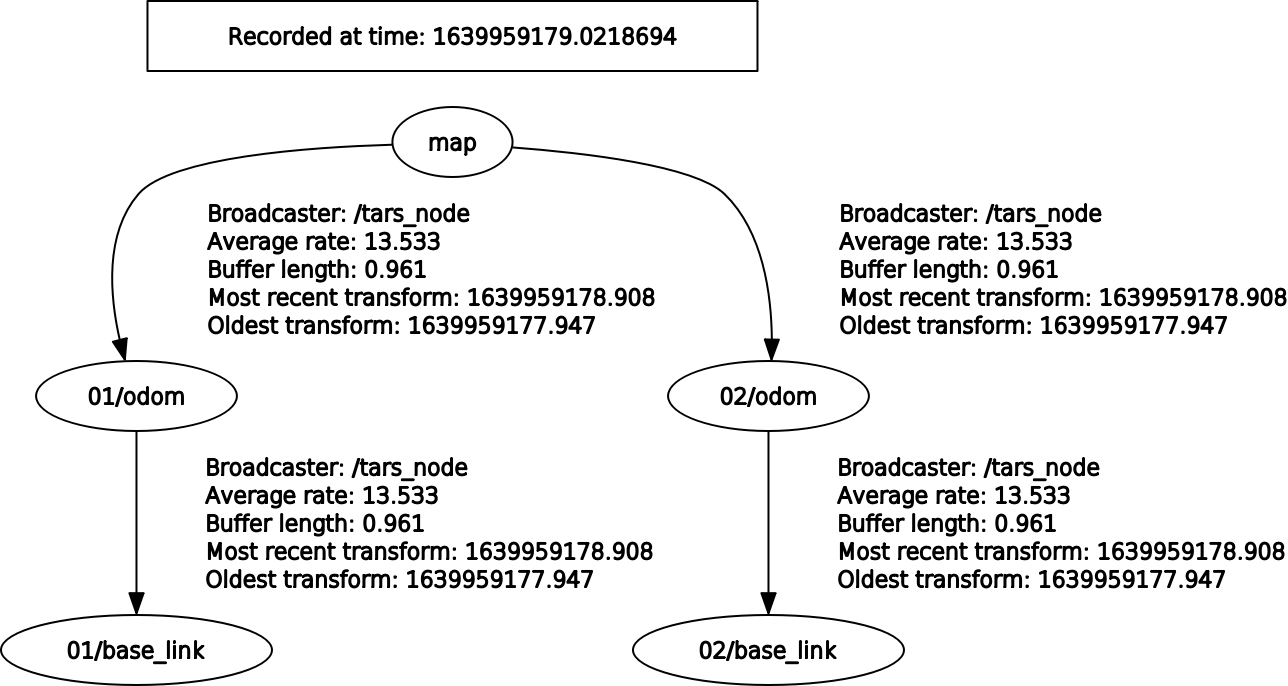 Recorded at time: 1639959179.0218694
map
Broadcaster: /tars_node
Average rate: 13.533
Buffer length: 0.961
Most recent transform: 1639959178.908
Oldest transform: 1639959177.947
Broadcaster: /tars_node
Average rate: 13.533
Buffer length: 0.961
Most recent transform: 1639959178.908
Oldest transform: 1639959177.947
01/odom
02/odom
Broadcaster: /tars_node
Average rate: 13.533
Buffer length: 0.961
Most recent transform: 1639959178.908
Oldest transform: 1639959177.947
Broadcaster: /tars_node
Average rate: 13.533
Buffer length: 0.961
Most recent transform: 1639959178.908
Oldest transform: 1639959177.947
01/base_link
02/base_link